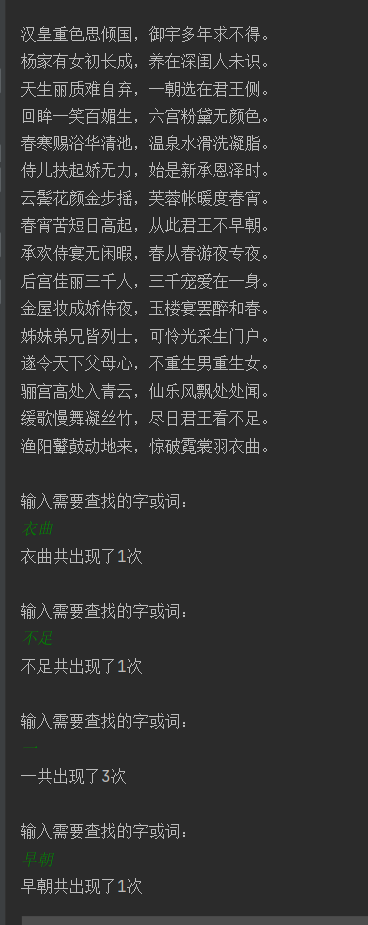 汉皇重色思倾国，御宇多年求不得。
杨家有女初长成，养在深闺人未识。
天生丽质难自弃，一朝选在君王侧。
回眸一笑百媚生，六宫粉黛无颜色。
春寒赐浴华清池，温泉水滑洗凝脂。
侍儿扶起娇无力，始是新承恩泽时。
云鬓花颜金步摇，芙蓉帐暖度春宵。
春宵苦短日高起，从此君王不早朝。
承欢侍宴无闲暇，春从春游夜专夜。
后宫佳丽三千人，三千宠爱在一身。
金屋妆成娇侍夜，玉楼宴罢醉和春。
姊妹弟兄皆列士，可怜光采生门户。
遂令天下父母心，不重生男重生女。
骊宫高处入青云，仙乐风飘处处闻。
缓歌慢舞凝丝竹，尽日君王看不足。
渔阳鼙鼓动地来，惊破霓裳羽衣曲。
输入需要查找的字或词：
衣曲
衣曲共出现了1次
输入需要查找的字或词：
不足
不足共出现了1次
输入需要查找的字或词：
一
一共出现了3次
输入需要查找的字或词：
早朝
早朝共出现了1次